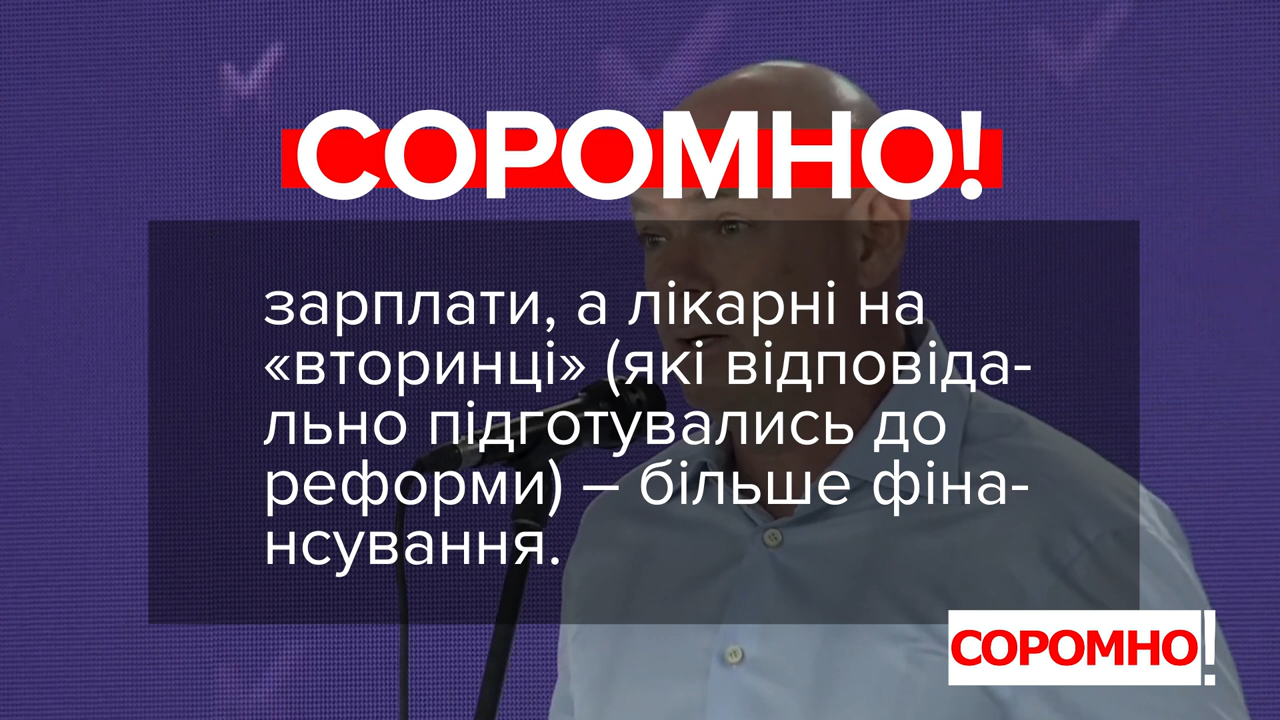 СОРОМНО!
зарплати, а лікарні на
«вторинці» (які відповіда-
льно підготувались до
реформи) – більше фіна-
нсування.
СОРОМНО!